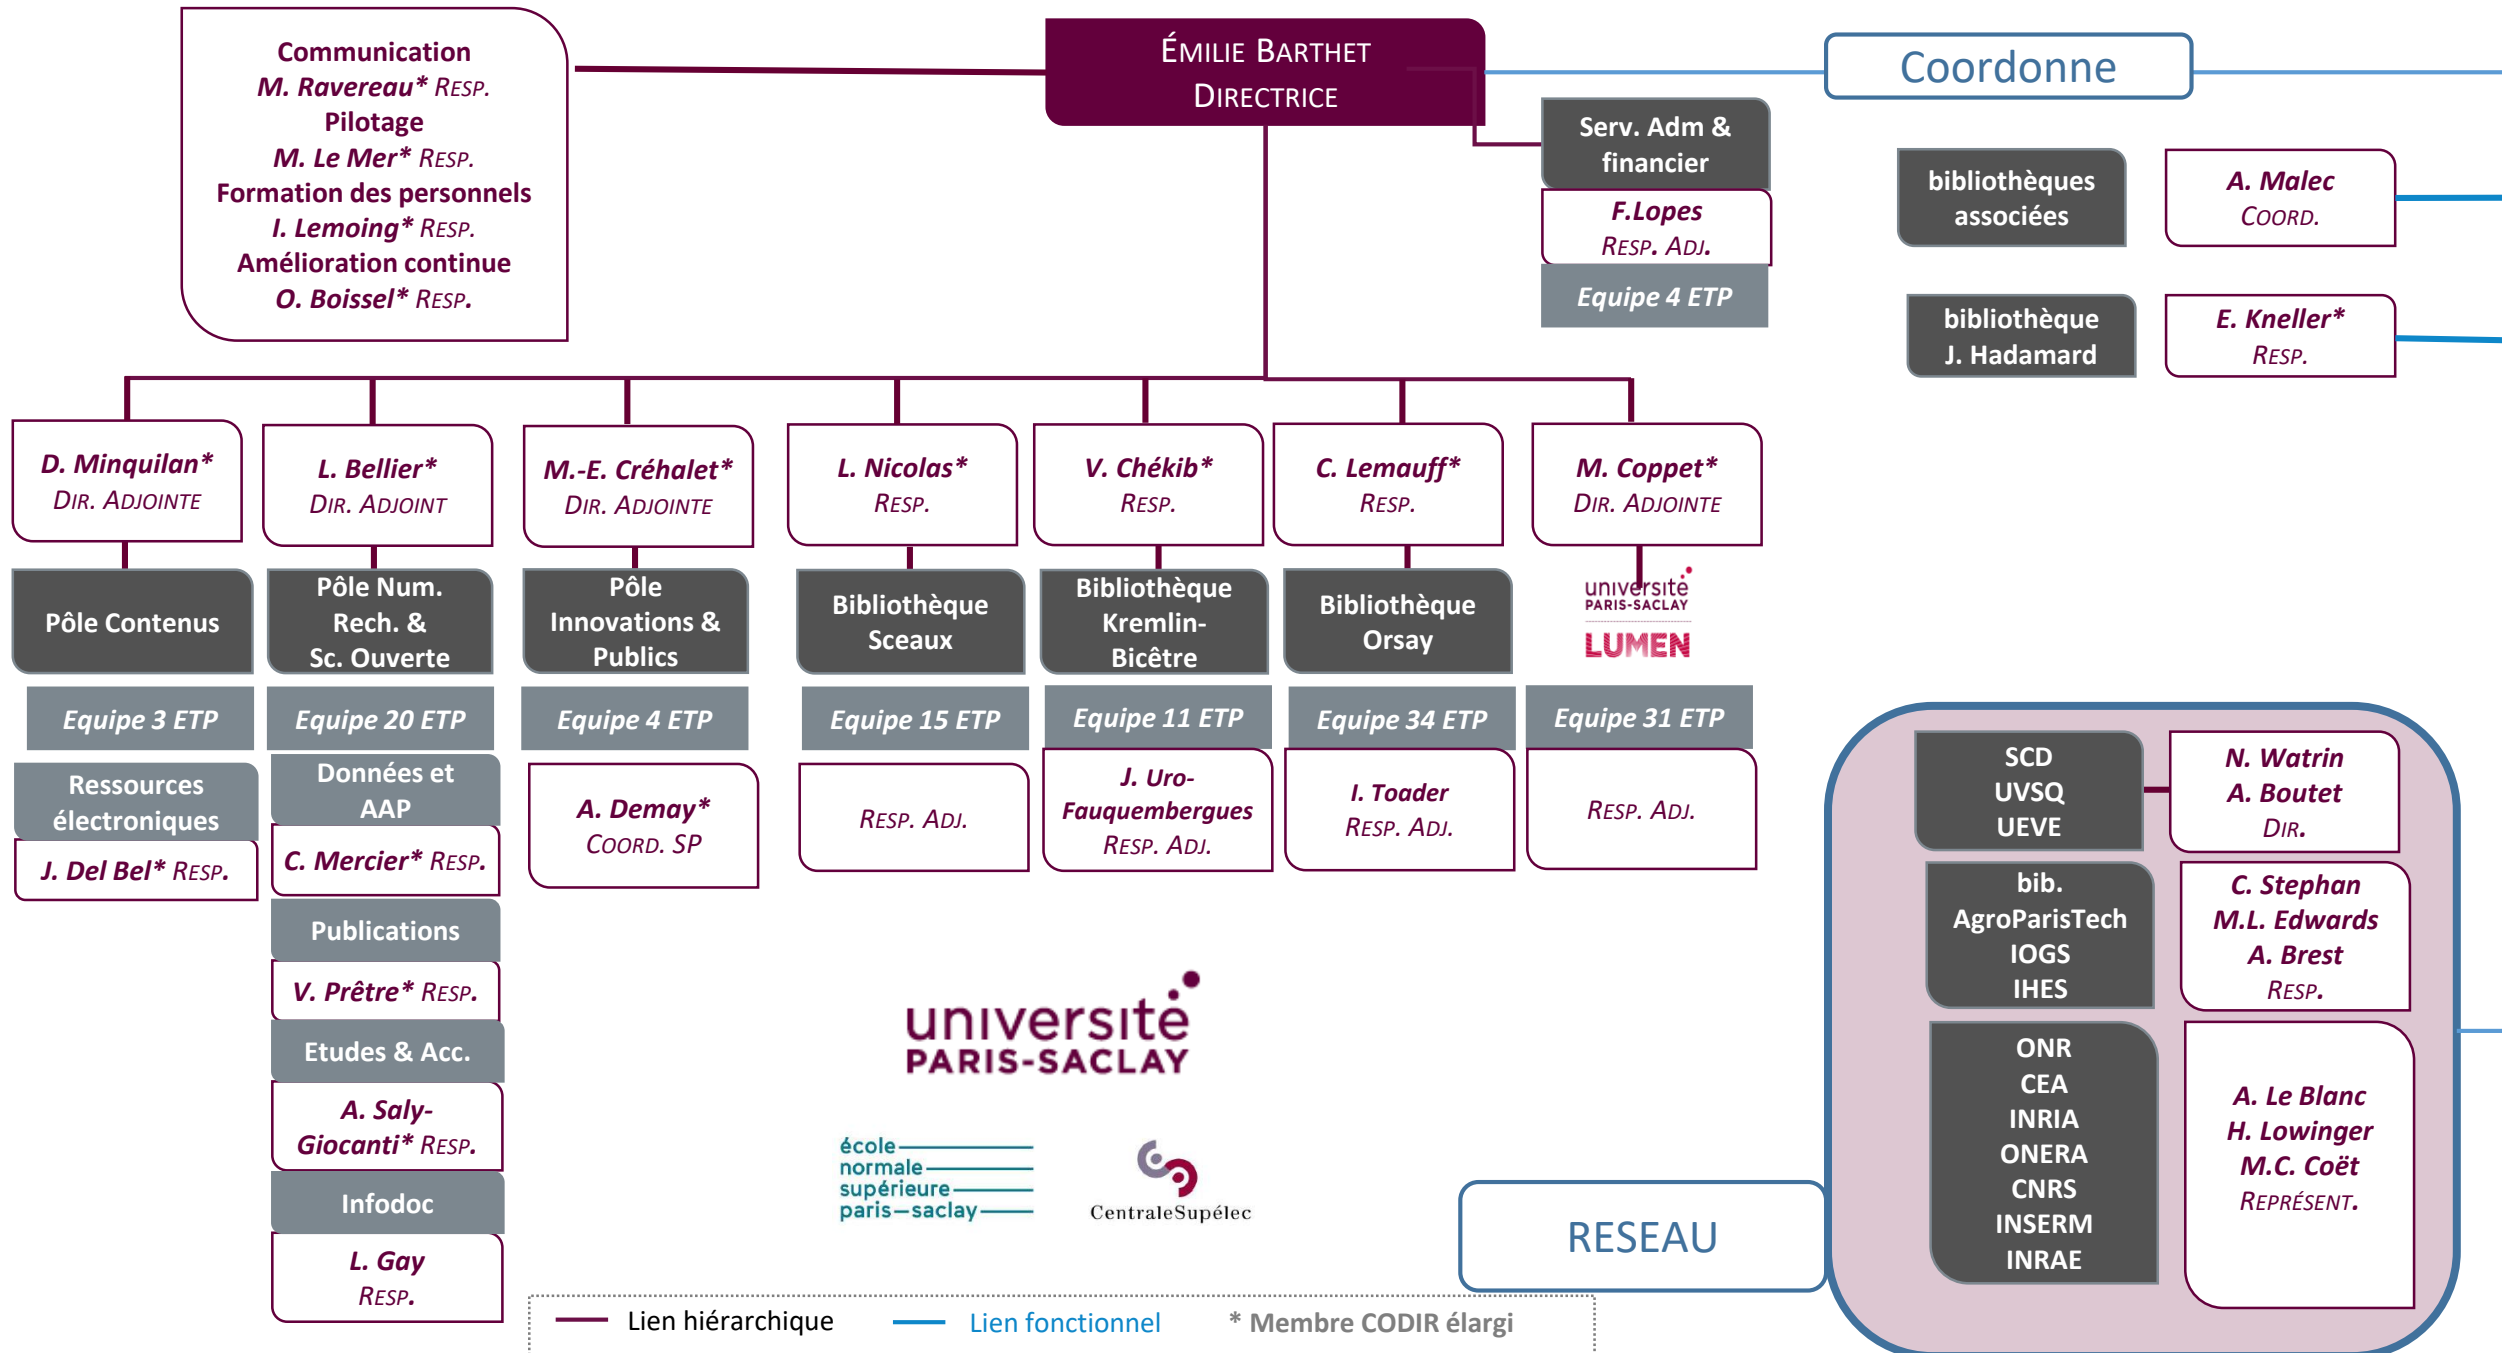 Communication
M. Ravereau* RESP.
Pilotage
M. Le Mer* RESP.
Formation des personnels
I. Lemoing* RESP.
Amélioration continue
O. Boissel* RESP.
ÉMILIE BARTHET
DIRECTRICE
Coordonne
Serv. Adm &
financier
F.Lopes
RESP. ADJ.
Equipe 4 ETP
bibliothèques
associées
A. Malec
COORD.
bibliothèque
J. Hadamard
E. Kneller*
RESP.
D. Minquilan*
DIR. ADJOINTE
Pôle Contenus
Equipe 3 ETP
Ressources
électroniques
J. Del Bel* RESP.
L. Bellier*
DIR. ADJOINT
Pôle Num.
Rech. &
Sc. Ouverte
Equipe 20 ETP
Données et
AAP
C. Mercier* RESP.
Publications
V. Prêtre* RESP.
Etudes & Acc.
A. Saly-
Giocanti* RESP.
Infodoc
L. Gay
RESP.
M.-E. Créhalet*
DIR. ADJOINTE
Pôle
Innovations &
Publics
Equipe 4 ETP
A. Demay*
COORD. SP
L. Nicolas*
RESP.
Bibliothèque
Sceaux
Equipe 15 ETP
RESP. ADJ.
V. Chékib*
RESP.
Bibliothèque
Kremlin-
Bicêtre
Equipe 11 ETP
J. Uro-
Fauquembergues
RESP. ADJ.
C. Lemauff*
RESP.
Bibliothèque
Orsay
Equipe 34 ETP
I. Toader
RESP. ADJ.
M. Coppet*
DIR. ADJOINTE
université
PARIS-SACLAY
LUMEN
Equipe 31 ETP
RESP. ADJ.
université
PARIS-SACLAY
école
normale
supérieure
paris—saclay
CentraleSupélec
RESEAU
SCD
UVSQ
UEVE
N. Watrin
A. Boutet
DIR.
bib.
AgroParisTech
IOGS
IHES
C. Stephan
M.L. Edwards
A. Brest
RESP.
ONR
CEA
INRIA
ONERA
CNRS
INSERM
INRAE
A. Le Blanc
H. Lowinger
M.C. Coët
REPRÉSENT.
Lien hiérarchique
Lien fonctionnel
* Membre CODIR élargi